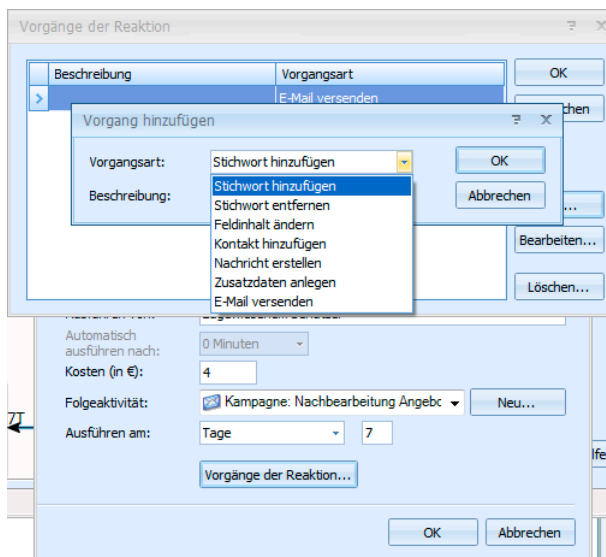 Vorgänge der Reaktion
Beschreibung Vorgangsart OK
E-Mail versenden
Vorgang hinzufügen
Vorgangsart: Stichwort hinzufügen OK
Beschreibung: Abbrechen
Stichwort hinzufügen
Stichwort entfernen
Feldinhalt ändern
Kontakt hinzufügen
Nachricht erstellen
Zusatzdaten anlegen
E-Mail versenden
Bearbeiten...
Löschen...
Automatisch
ausführen nach: 0 Minuten
Kosten (in €): 4
Folgeaktivität: Kampagne: Nachbearbeitung Angebc Neu...
Ausführen am: Tage 7
Vorgänge der Reaktion...
OK Abbrechen